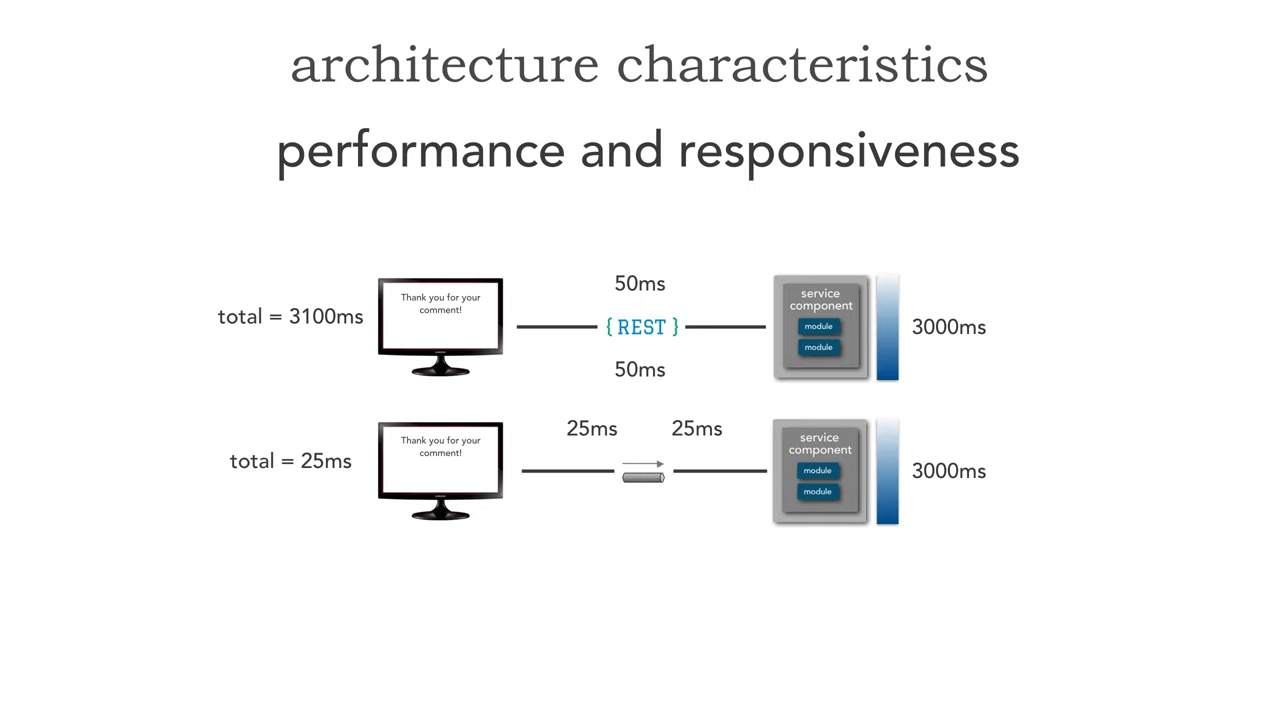 architecture characteristics
performance and responsiveness
total = 3100ms
Thank you for your
comment!
50ms
{ REST }
50ms
service
component
module
module
3000ms
total = 25ms
Thank you for your
comment!
25ms
25ms
service
component
module
module
3000ms